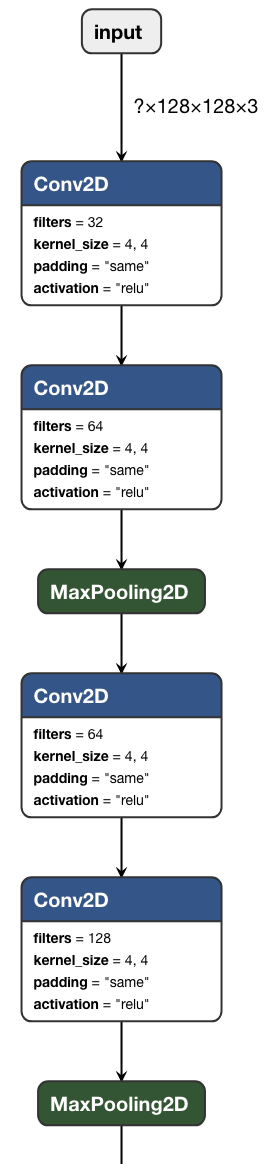 input
?×128×128×3
Conv2D
filters = 32
kernel_size = 4, 4
padding = "same"
activation = "relu"
Conv2D
filters = 64
kernel_size = 4, 4
padding = "same"
activation = "relu"
MaxPooling2D
Conv2D
filters = 64
kernel_size = 4, 4
padding = "same"
activation = "relu"
Conv2D
filters = 128
kernel_size = 4, 4
padding = "same"
activation = "relu"
MaxPooling2D